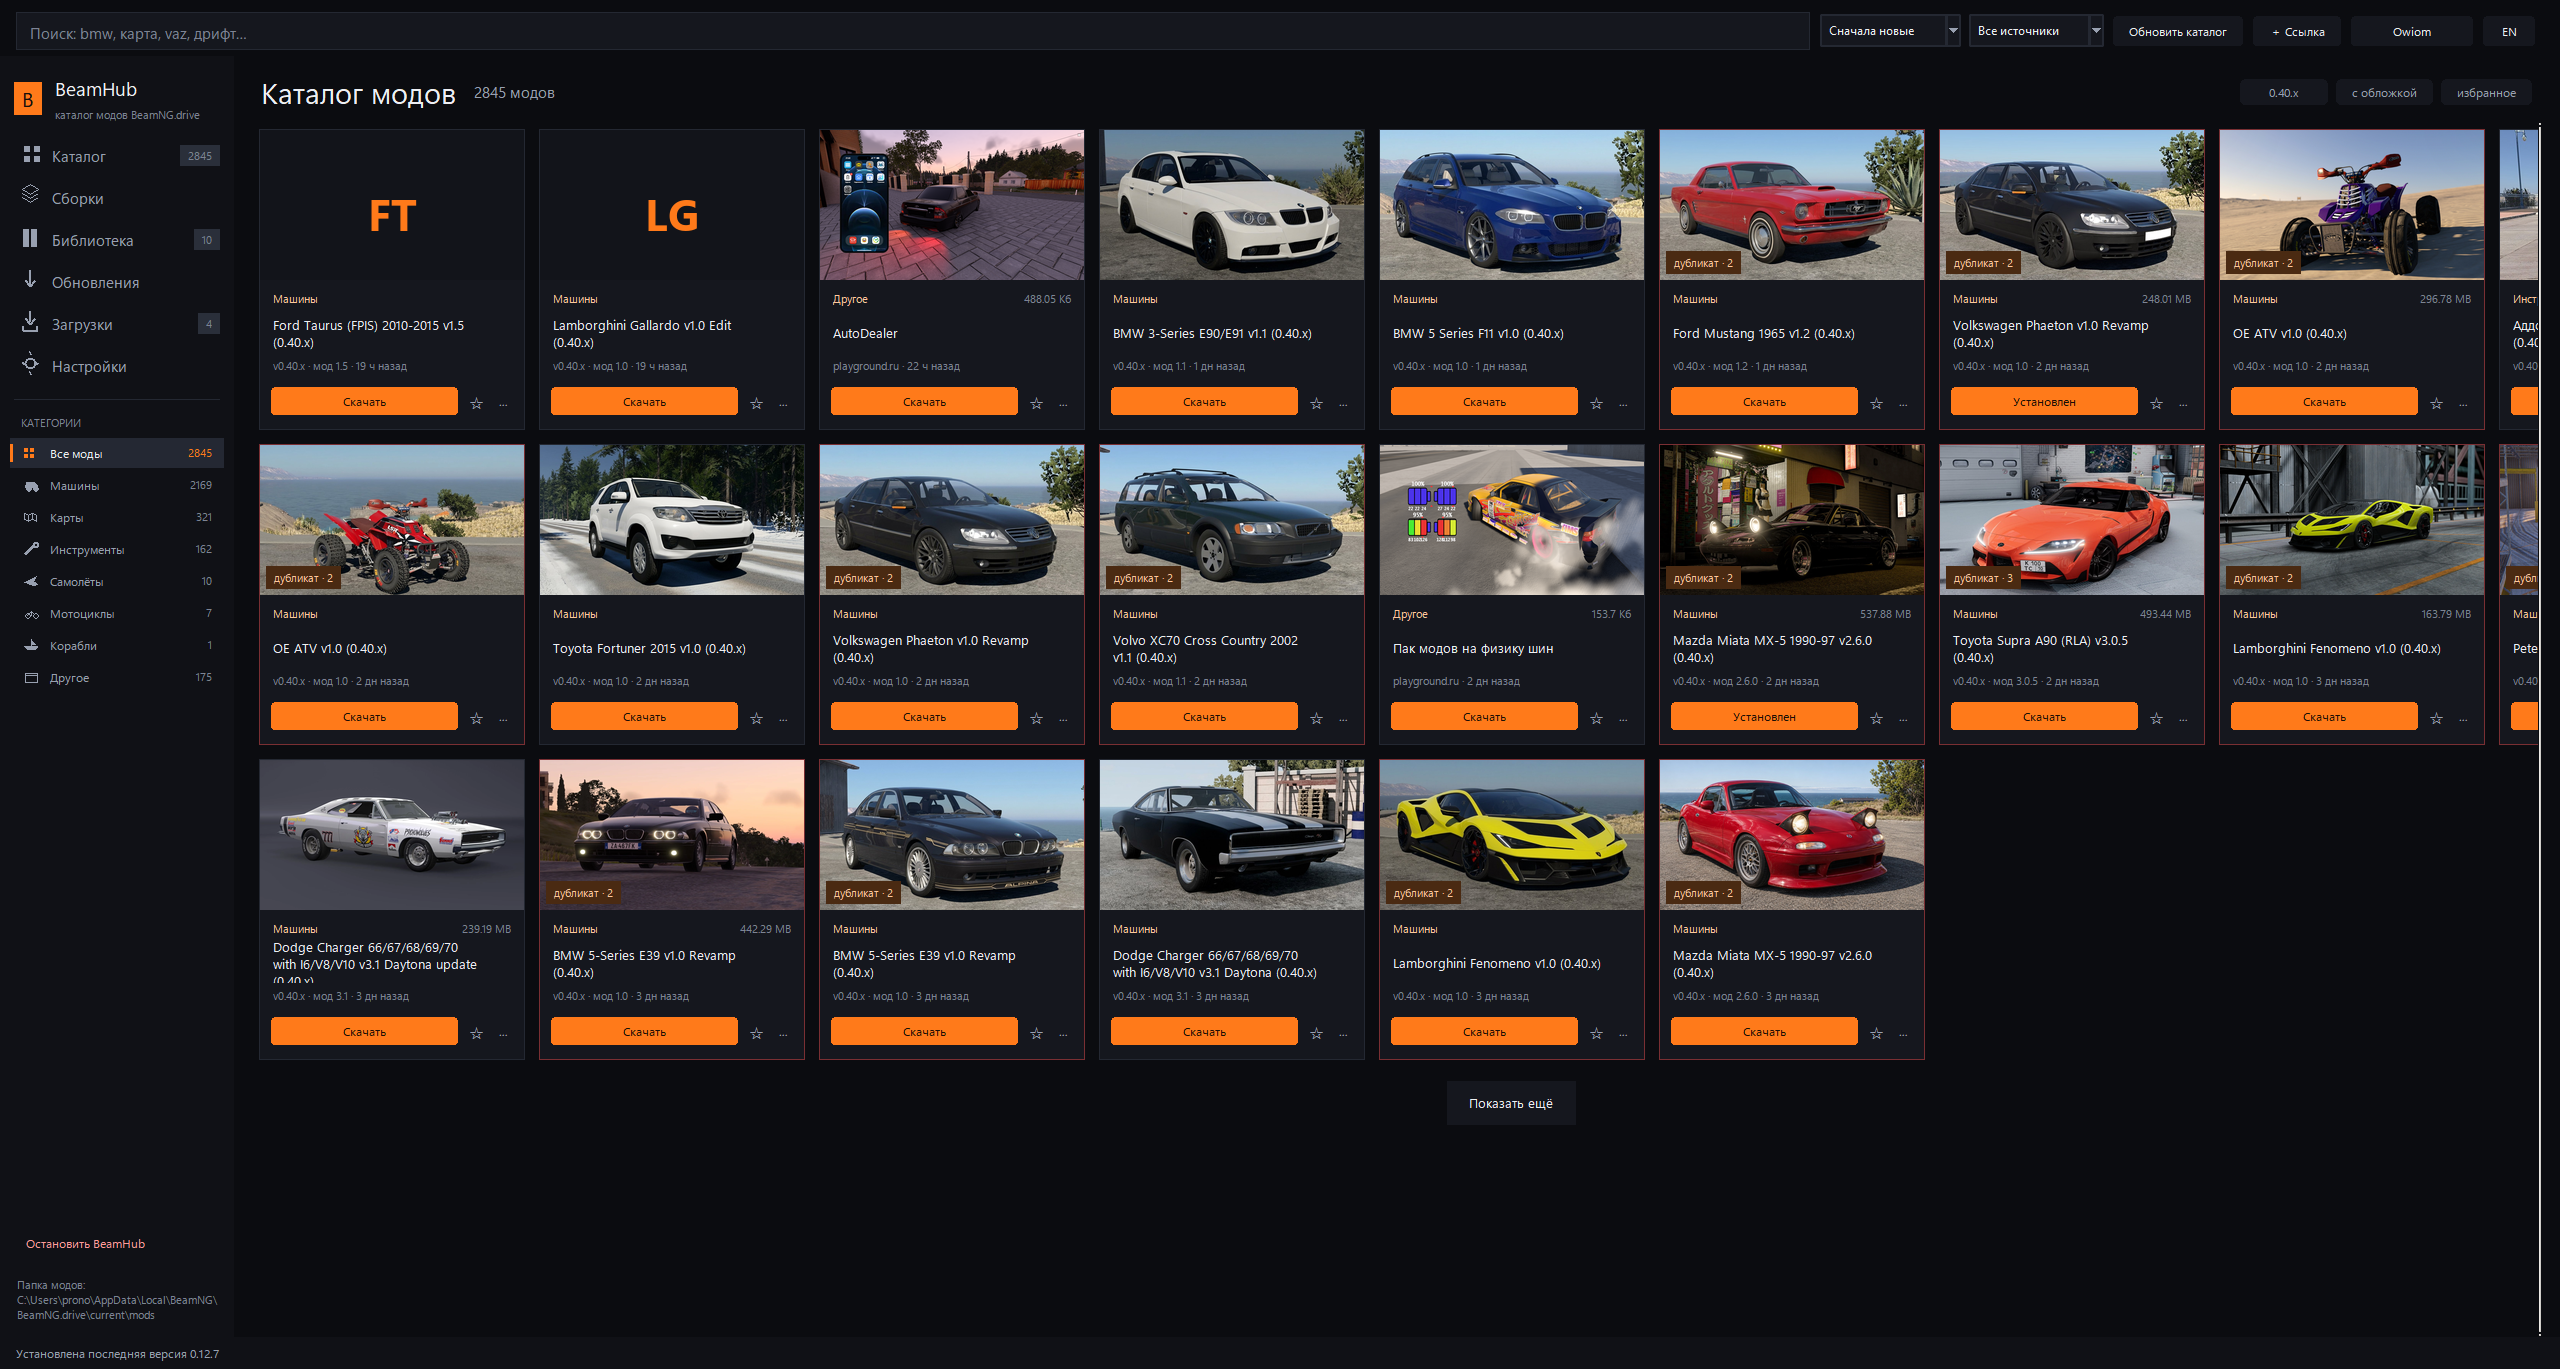 Поиск: bmw, карта, vaz, дрифт...
Сначала новые
Все источники
Обновить каталог
+ Ссылка
Owiom
EN
B
BeamHub
каталог модов BeamNG.drive
Каталог 2845
Сборки
Библиотека 10
Обновления
Загрузки 4
Настройки
КАТЕГОРИИ
Все моды 2845
Машины 2169
Карты 321
Инструменты 162
Самолёты 10
Мотоциклы 7
Корабли 1
Другое 175
Остановить BeamHub
Папка модов:
C:\Users\prono\AppData\Local\BeamNG\
BeamNG.drive\current\mods
Установлена последняя версия 0.12.7
Каталог модов 2845 модов
0.40.x
с обложкой
избранное
FT
Машины
Ford Taurus (FPIS) 2010-2015 v1.5
(0.40.x)
v0.40.x · мод 1.5 · 19 ч назад
Скачать ☆ ...
LG
Машины
Lamborghini Gallardo v1.0 Edit
(0.40.x)
v0.40.x · мод 1.0 · 19 ч назад
Скачать ☆ ...
Другое 488.05 Кб
AutoDealer
playground.ru · 22 ч назад
Скачать ☆ ...
Машины
BMW 3-Series E90/E91 v1.1 (0.40.x)
v0.40.x · мод 1.1 · 1 дн назад
Скачать ☆ ...
Машины
BMW 5 Series F11 v1.0 (0.40.x)
v0.40.x · мод 1.0 · 1 дн назад
Скачать ☆ ...
дубликат · 2
Машины
Ford Mustang 1965 v1.2 (0.40.x)
v0.40.x · мод 1.2 · 1 дн назад
Скачать ☆ ...
дубликат · 2
Машины 248.01 MB
Volkswagen Phaeton v1.0 Revamp
(0.40.x)
v0.40.x · мод 1.0 · 2 дн назад
Установлен ☆ ...
дубликат · 2
Машины 296.78 MB
OE ATV v1.0 (0.40.x)
v0.40.x · мод 1.0 · 2 дн назад
Скачать ☆ ...
Инст
Аддо
(0.40
v0.40
дубликат · 2
Машины
OE ATV v1.0 (0.40.x)
v0.40.x · мод 1.0 · 2 дн назад
Скачать ☆ ...
Машины
Toyota Fortuner 2015 v1.0 (0.40.x)
v0.40.x · мод 1.0 · 2 дн назад
Скачать ☆ ...
дубликат · 2
Машины
Volkswagen Phaeton v1.0 Revamp
(0.40.x)
v0.40.x · мод 1.0 · 2 дн назад
Скачать ☆ ...
дубликат · 2
Машины
Volvo XC70 Cross Country 2002
v1.1 (0.40.x)
v0.40.x · мод 1.1 · 2 дн назад
Скачать ☆ ...
100% 100%
95% 95%
Другое 153.7 Кб
Пак модов на физику шин
playground.ru · 2 дн назад
Скачать ☆ ...
дубликат · 2
Машины 537.88 MB
Mazda Miata MX-5 1990-97 v2.6.0
(0.40.x)
v0.40.x · мод 2.6.0 · 2 дн назад
Установлен ☆ ...
дубликат · 3
Машины 493.44 MB
Toyota Supra A90 (RLA) v3.0.5
(0.40.x)
v0.40.x · мод 3.0.5 · 2 дн назад
Скачать ☆ ...
дубликат · 2
Машины 163.79 MB
Lamborghini Fenomeno v1.0 (0.40.x)
v0.40.x · мод 1.0 · 3 дн назад
Скачать ☆ ...
дубл
Маш
Pete
v0.40
Машины 239.19 MB
Dodge Charger 66/67/68/69/70
with I6/V8/V10 v3.1 Daytona update
(0.40.x)
v0.40.x · мод 3.1 · 3 дн назад
Скачать ☆ ...
дубликат · 2
Машины 442.29 MB
BMW 5-Series E39 v1.0 Revamp
(0.40.x)
v0.40.x · мод 1.0 · 3 дн назад
Скачать ☆ ...
ALPINA
дубликат · 2
Машины
BMW 5-Series E39 v1.0 Revamp
(0.40.x)
v0.40.x · мод 1.0 · 3 дн назад
Скачать ☆ ...
Машины
Dodge Charger 66/67/68/69/70
with I6/V8/V10 v3.1 Daytona (0.40.x)
v0.40.x · мод 3.1 · 3 дн назад
Скачать ☆ ...
дубликат · 2
Машины
Lamborghini Fenomeno v1.0 (0.40.x)
v0.40.x · мод 1.0 · 3 дн назад
Скачать ☆ ...
дубликат · 2
Машины
Mazda Miata MX-5 1990-97 v2.6.0
(0.40.x)
v0.40.x · мод 2.6.0 · 3 дн назад
Скачать ☆ ...
Показать ещё